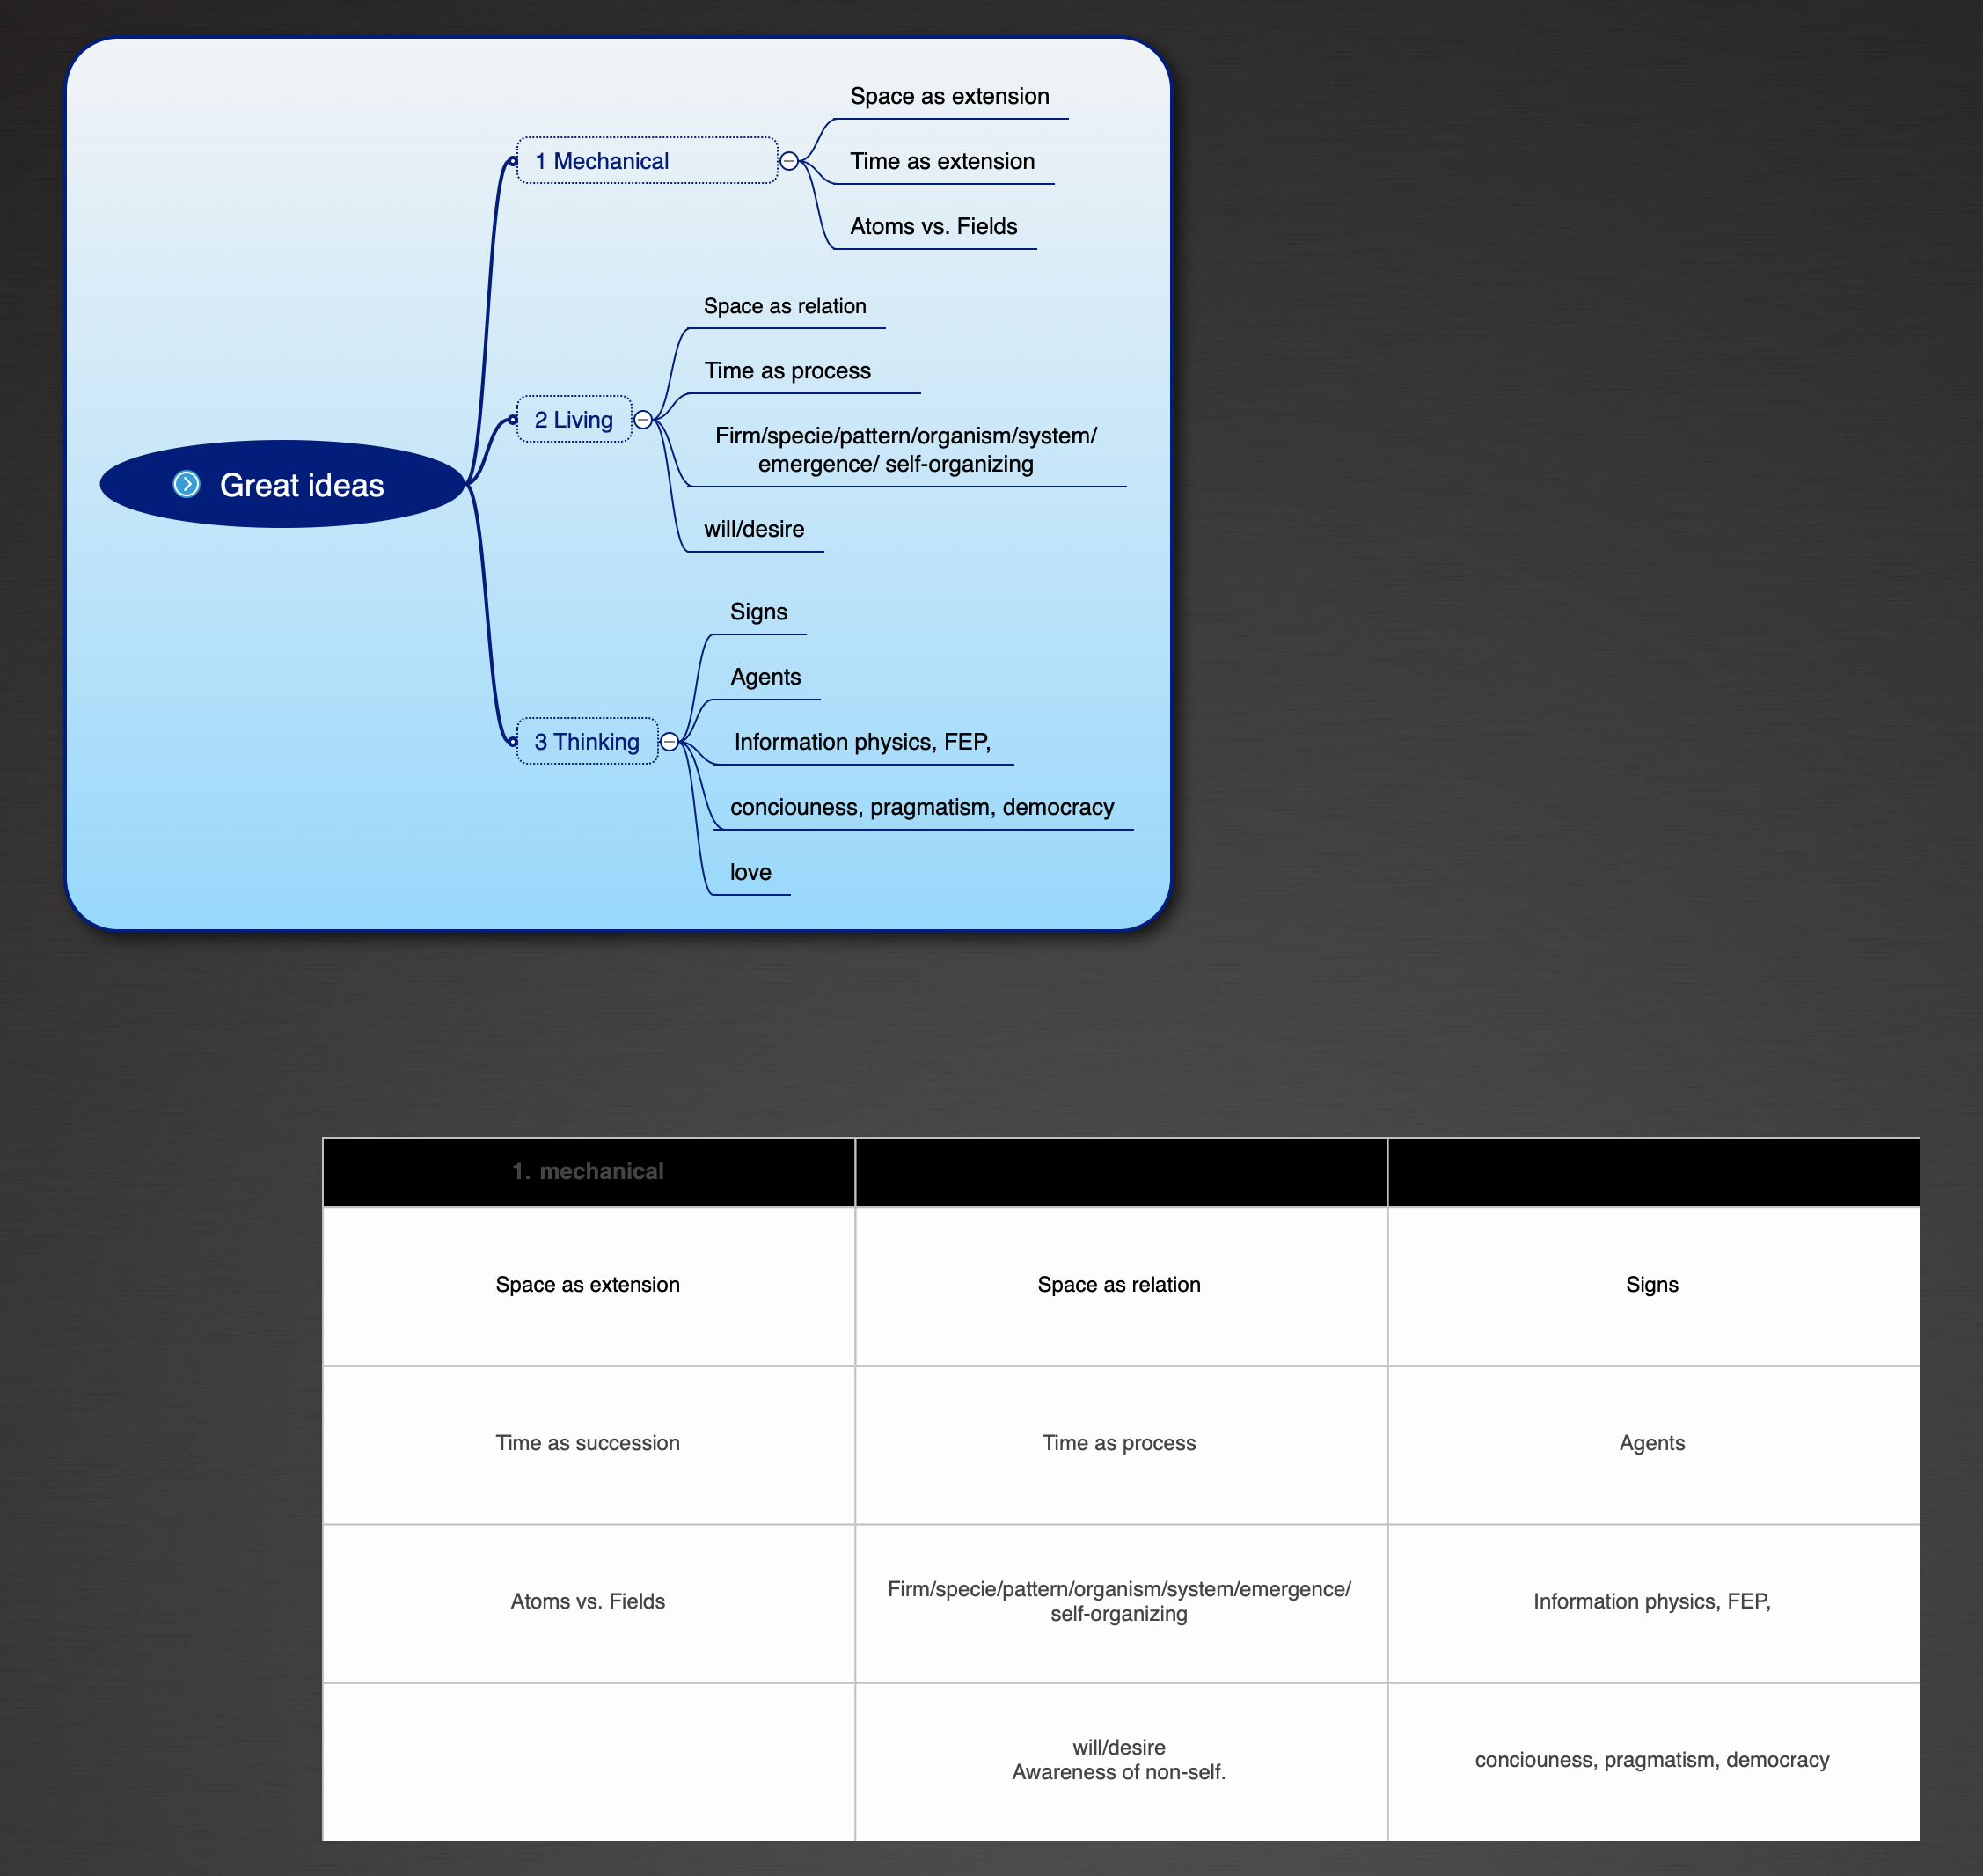 Great ideas
1 Mechanical
Space as extension
Time as extension
Atoms vs. Fields
2 Living
Space as relation
Time as process
Firm/specie/pattern/organism/system/
emergence/ self-organizing
will/desire
3 Thinking
Signs
Agents
Information physics, FEP,
conciouness, pragmatism, democracy
love
1. mechanical
Space as extension
Space as relation
Signs
Time as succession
Time as process
Agents
Atoms vs. Fields
Firm/specie/pattern/organism/system/emergence/
self-organizing
Information physics, FEP,
will/desire
Awareness of non-self.
conciouness, pragmatism, democracy